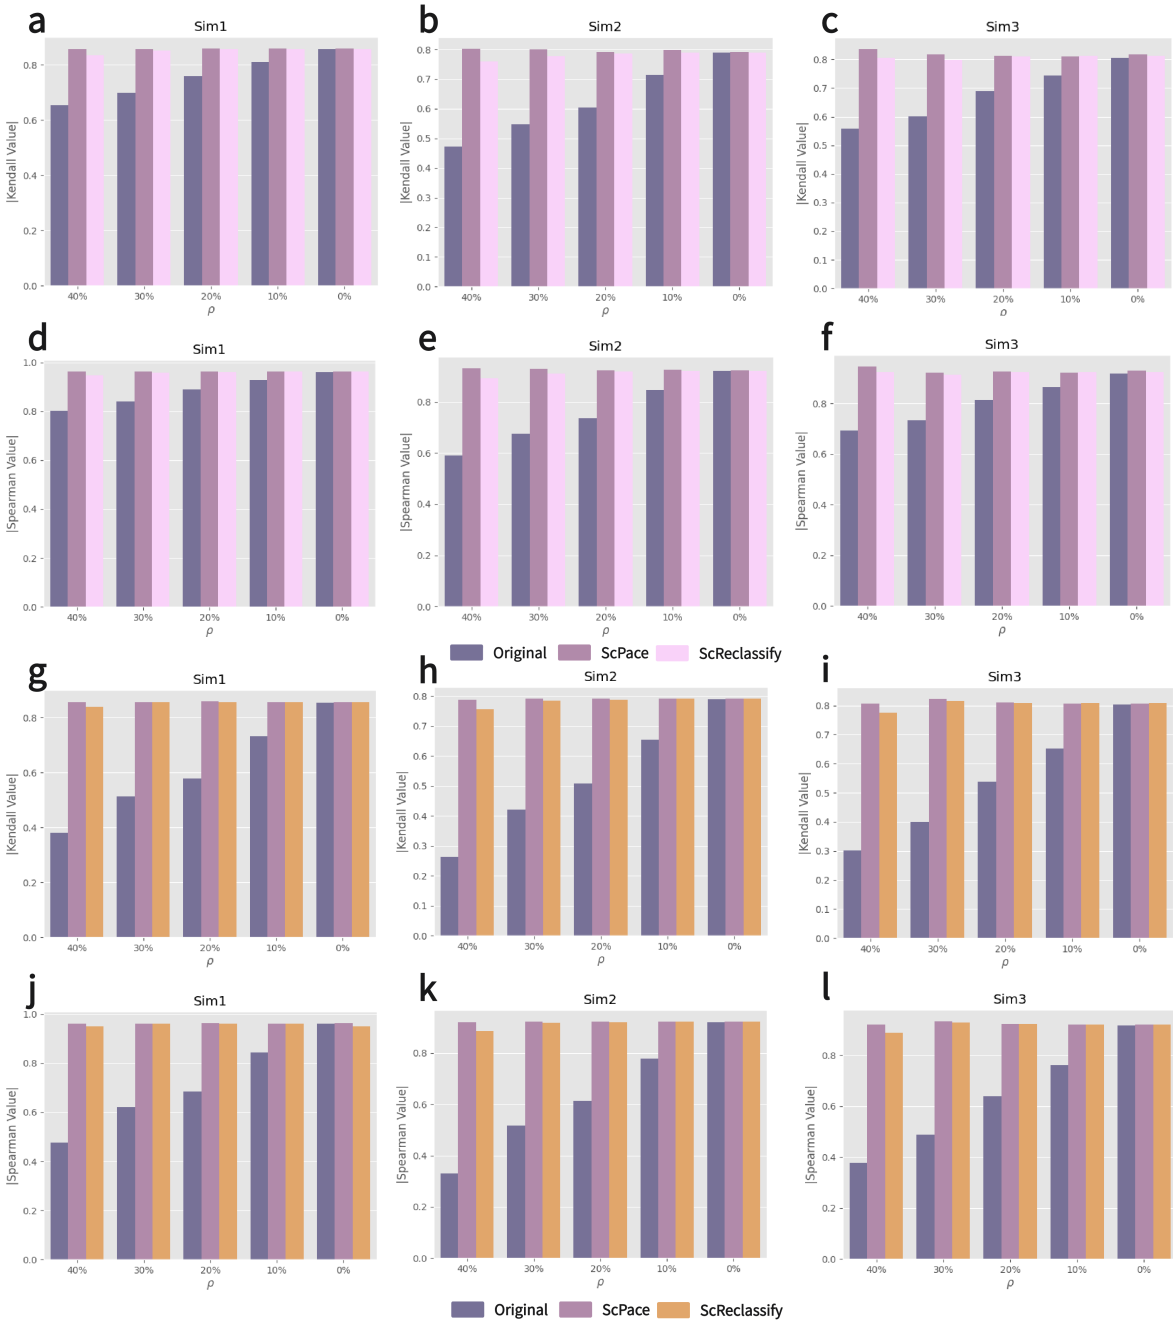 a
Sim1
|Kendall Value|
0.8
0.6
0.4
0.2
0.0
40% 30% 20% 10% 0%
ρ
b
Sim2
|Kendall Value|
0.8
0.7
0.6
0.5
0.4
0.3
0.2
0.1
0.0
40% 30% 20% 10% 0%
ρ
c
Sim3
|Kendall Value|
0.8
0.7
0.6
0.5
0.4
0.3
0.2
0.1
0.0
40% 30% 20% 10% 0%
ρ
d
Sim1
|Spearman Value|
1.0
0.8
0.6
0.4
0.2
0.0
40% 30% 20% 10% 0%
ρ
e
Sim2
|Spearman Value|
0.8
0.6
0.4
0.2
0.0
40% 30% 20% 10% 0%
ρ
f
Sim3
|Spearman Value|
0.8
0.6
0.4
0.2
0.0
40% 30% 20% 10% 0%
ρ
Original ScPace ScReclassify
g
Sim1
|Kendall Value|
0.8
0.6
0.4
0.2
0.0
40% 30% 20% 10% 0%
ρ
h
Sim2
|Kendall Value|
0.8
0.7
0.6
0.5
0.4
0.3
0.2
0.1
0.0
40% 30% 20% 10% 0%
ρ
i
Sim3
|Kendall Value|
0.8
0.7
0.6
0.5
0.4
0.3
0.2
0.1
0.0
40% 30% 20% 10% 0%
ρ
j
Sim1
|Spearman Value|
1.0
0.8
0.6
0.4
0.2
0.0
40% 30% 20% 10% 0%
ρ
k
Sim2
|Spearman Value|
0.8
0.6
0.4
0.2
0.0
40% 30% 20% 10% 0%
ρ
l
Sim3
|Spearman Value|
0.8
0.6
0.4
0.2
0.0
40% 30% 20% 10% 0%
ρ
Original ScPace ScReclassify